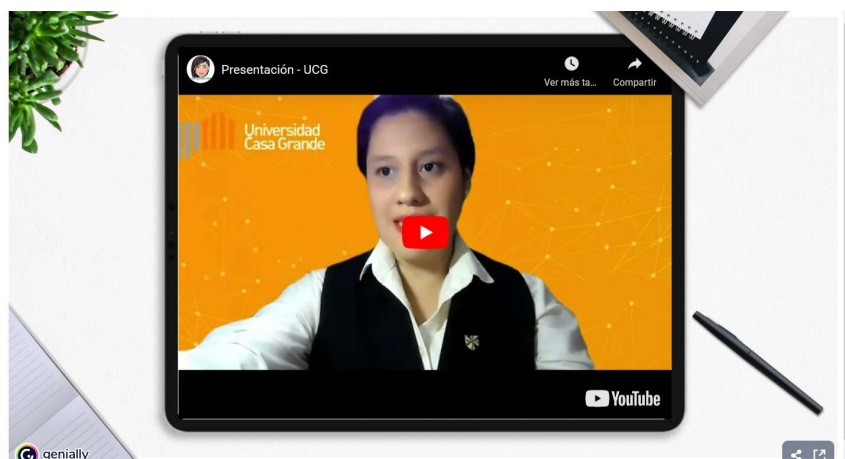 Presentación - UCG
Ver más ta...
Compartir
Universidad
Casa Grande
YouTube
genially